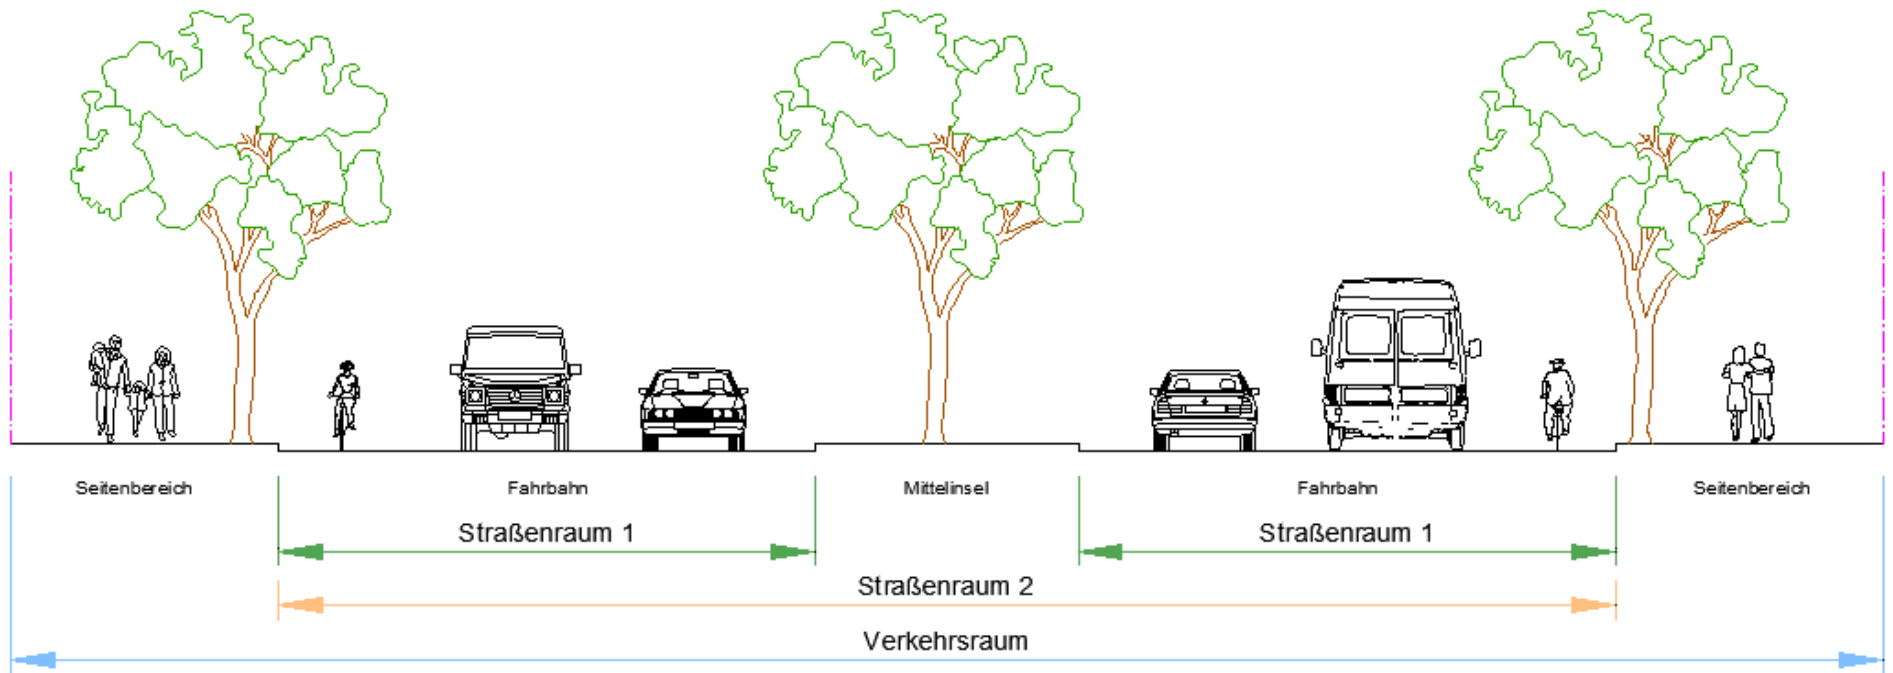 Seitenbereich
Fahrbahn
Mittelinsel
Fahrbahn
Seitenbereich
Straßenraum 1
Straßenraum 1
Straßenraum 2
Verkehrsraum